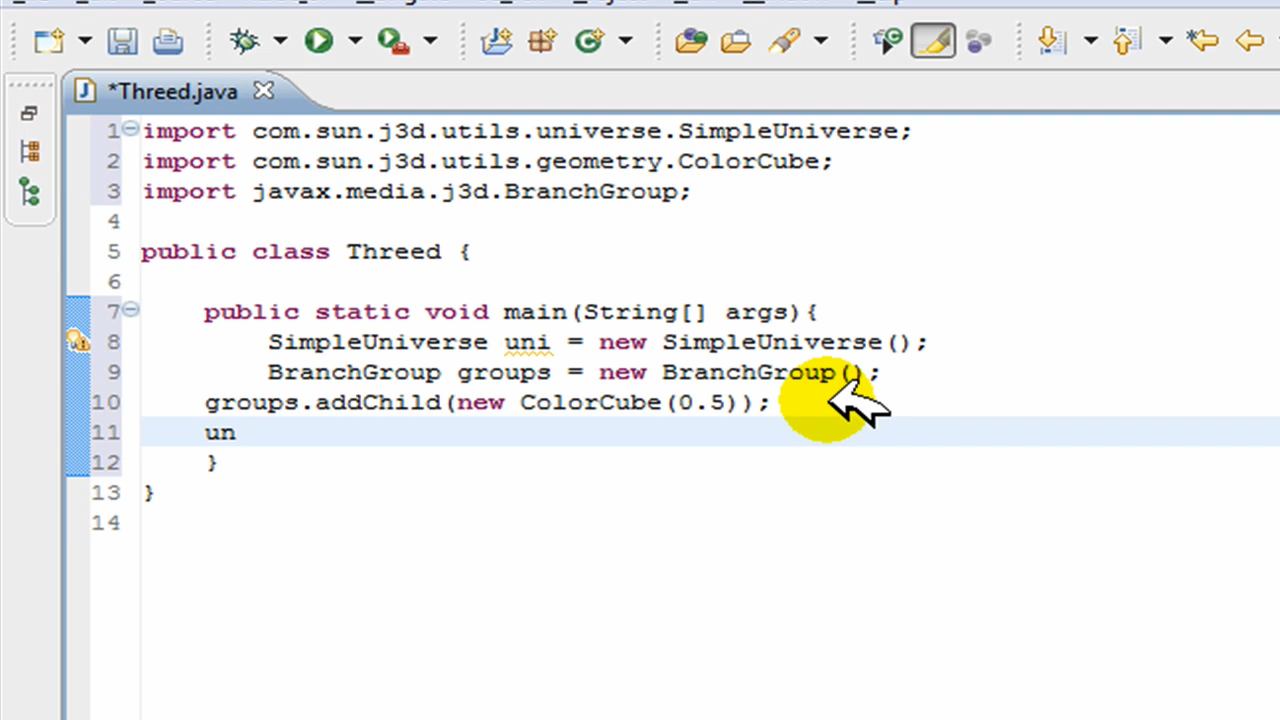 *Threed.java
1 import com.sun.j3d.utils.universe.SimpleUniverse;
2 import com.sun.j3d.utils.geometry.ColorCube;
3 import javax.media.j3d.BranchGroup;
4
5 public class Threed {
6
7 public static void main(String[] args){
8 SimpleUniverse uni = new SimpleUniverse();
9 BranchGroup groups = new BranchGroup();
10 groups.addChild(new ColorCube(0.5));
11 un
12 }
13 }
14